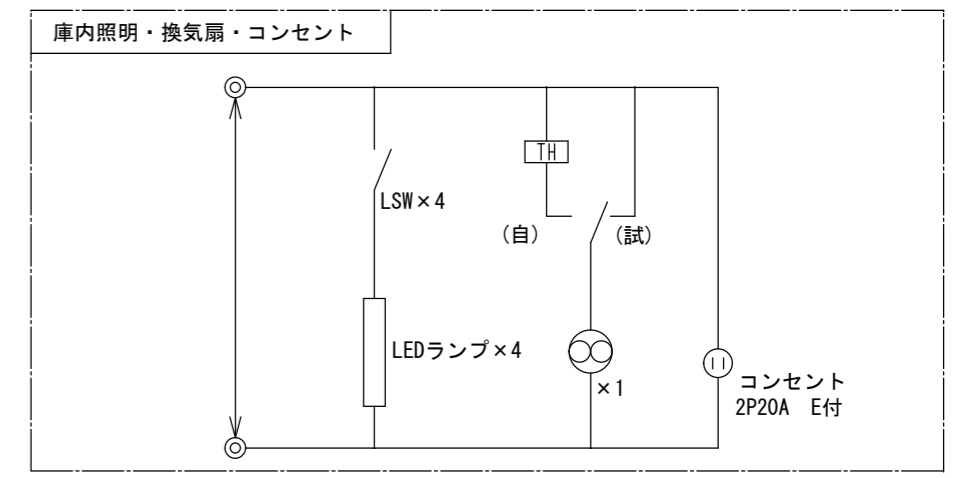 庫内照明・換気扇・コンセント
TH
LSW×4
(自)
(試)
LEDランプ×4
×1
コンセント
2P20A　E付